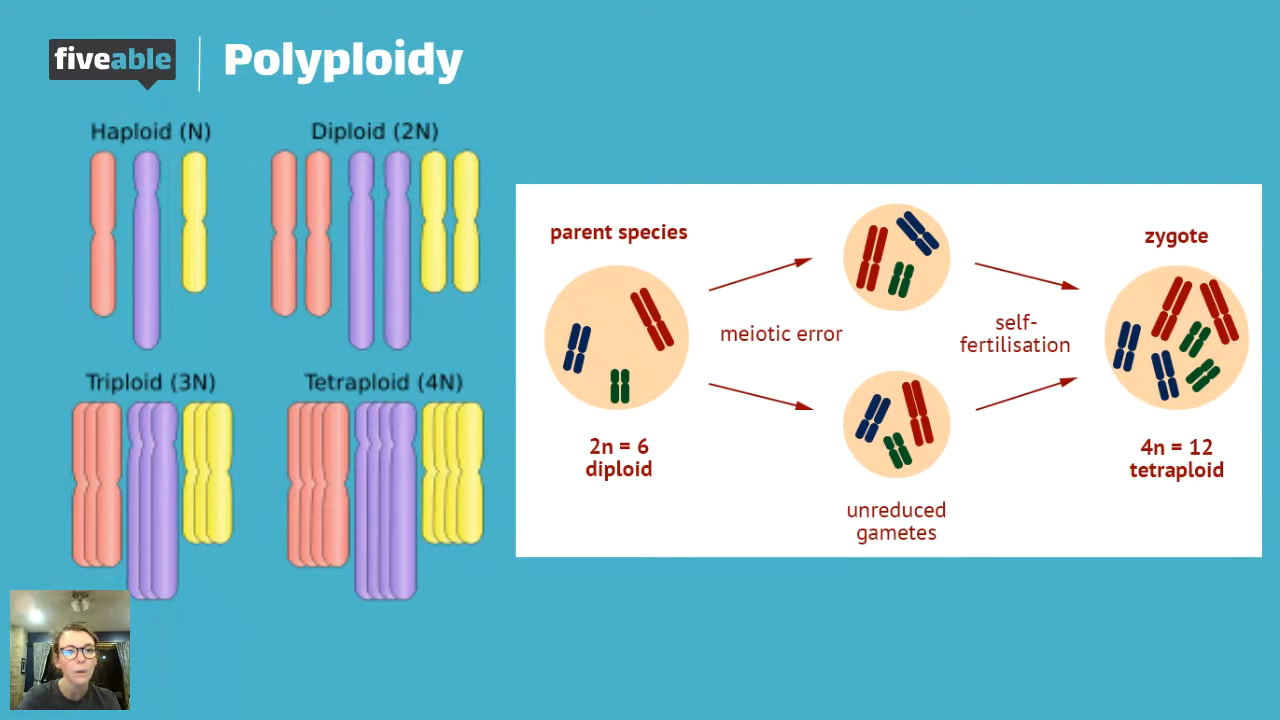 fiveable
Polyploidy
Haploid (N)
Diploid (2N)
Triploid (3N)
Tetraploid (4N)
parent species
2n = 6
diploid
meiotic error
unreduced
gametes
self-
fertilisation
zygote
4n = 12
tetraploid